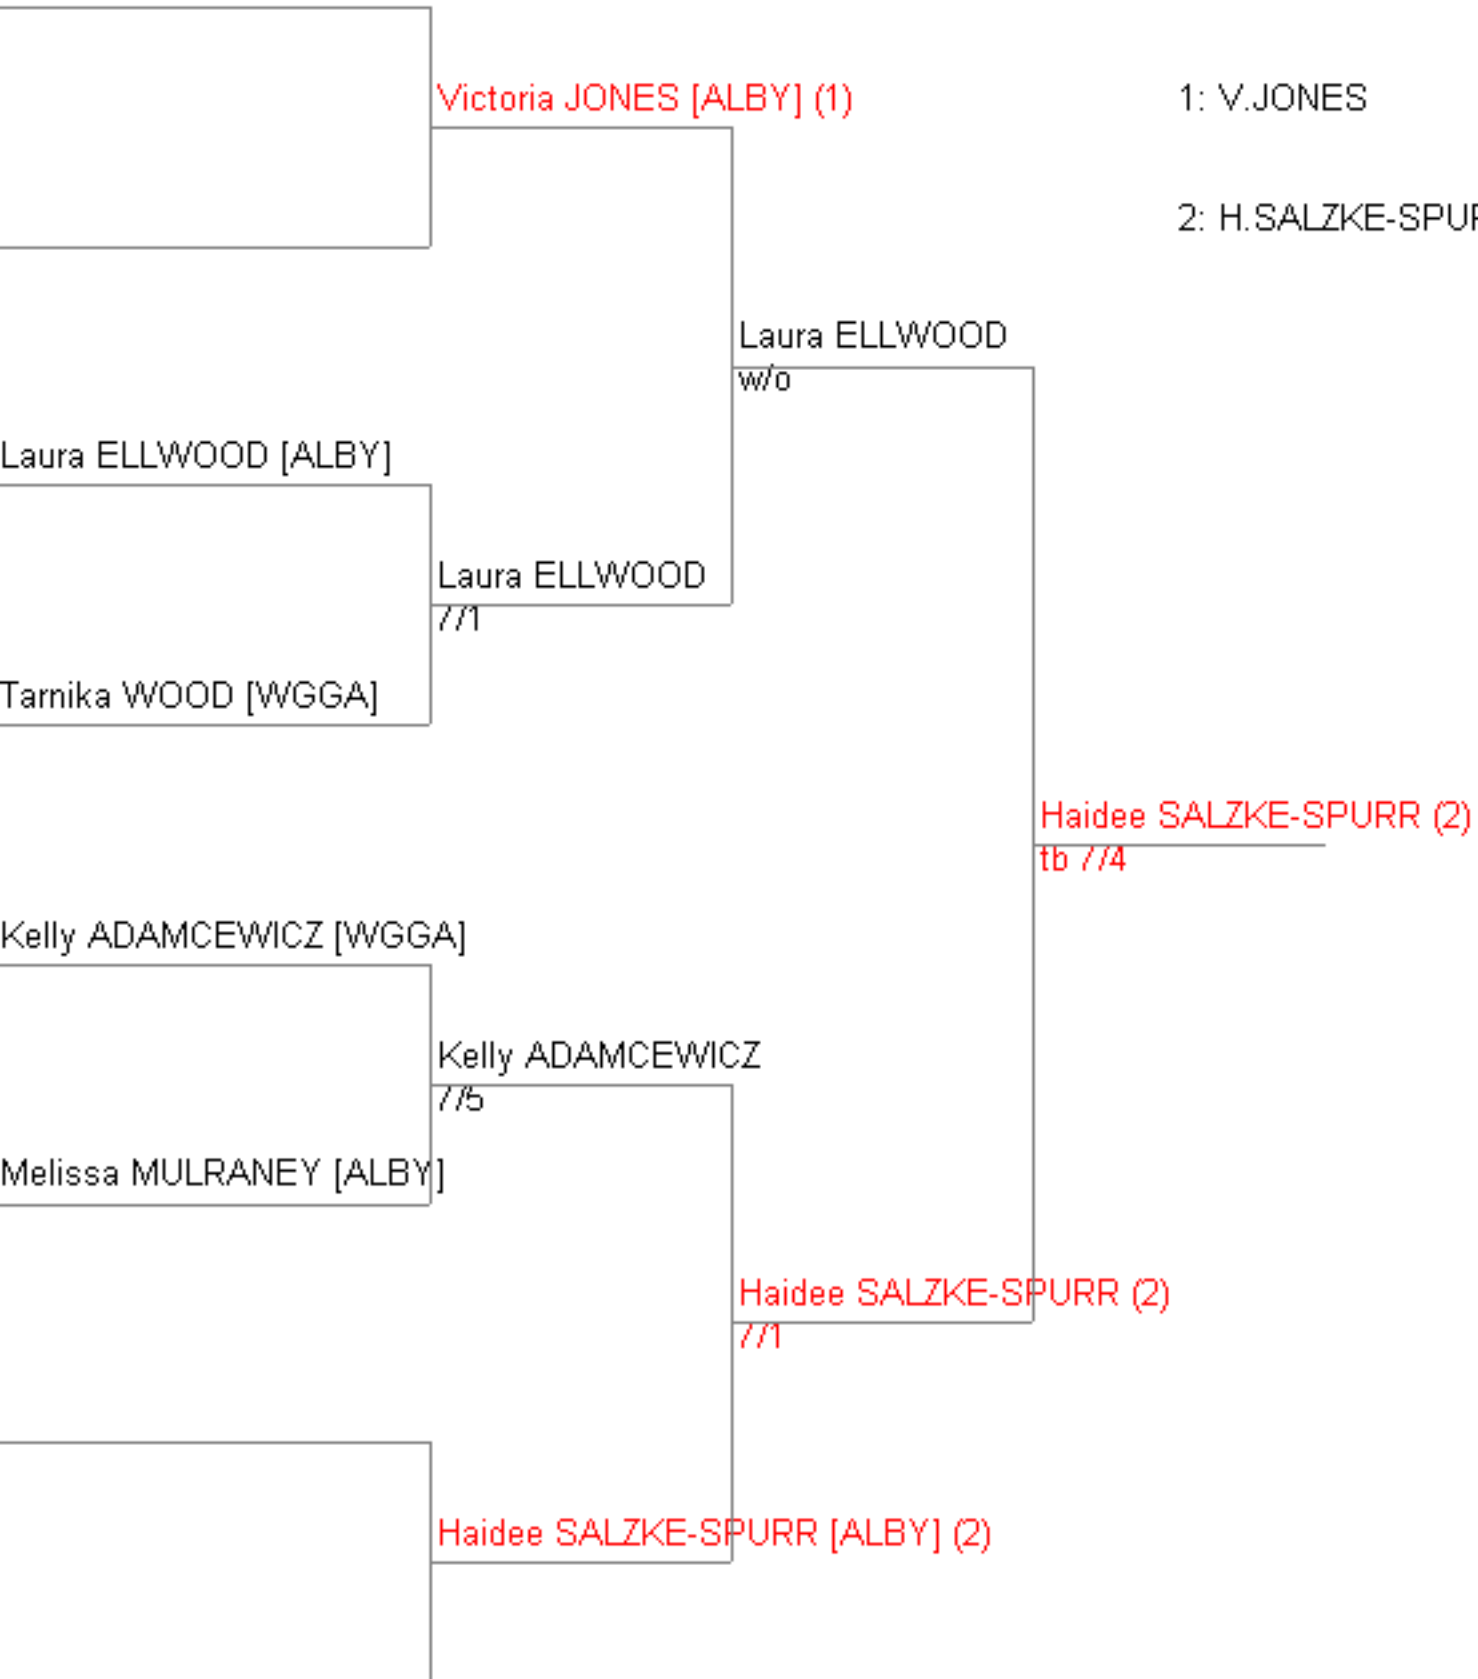 Victoria JONES [ALBY] (1)
1: V.JONES
2: H.SALZKE-SPUR
Laura ELLWOOD
w/o
Laura ELLWOOD [ALBY]
Laura ELLWOOD
7/1
Tarnika WOOD [WGGA]
Haidee SALZKE-SPURR (2)
tb 7/4
Kelly ADAMCEWICZ [WGGA]
Kelly ADAMCEWICZ
7/5
Melissa MULRANEY [ALBY]
Haidee SALZKE-SPURR (2)
7/1
Haidee SALZKE-SPURR [ALBY] (2)